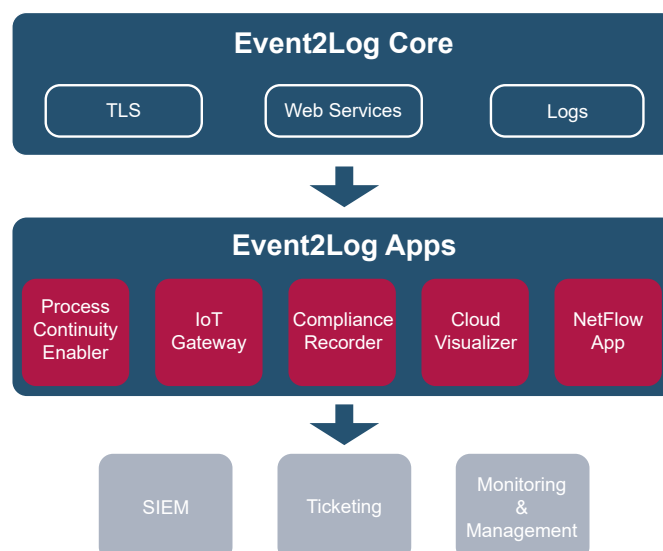 Event2Log Core
TLS
Web Services
Logs
Event2Log Apps
Process
Continuity
Enabler
IoT
Gateway
Compliance
Recorder
Cloud
Visualizer
NetFlow
App
SIEM
Ticketing
Monitoring
&
Management